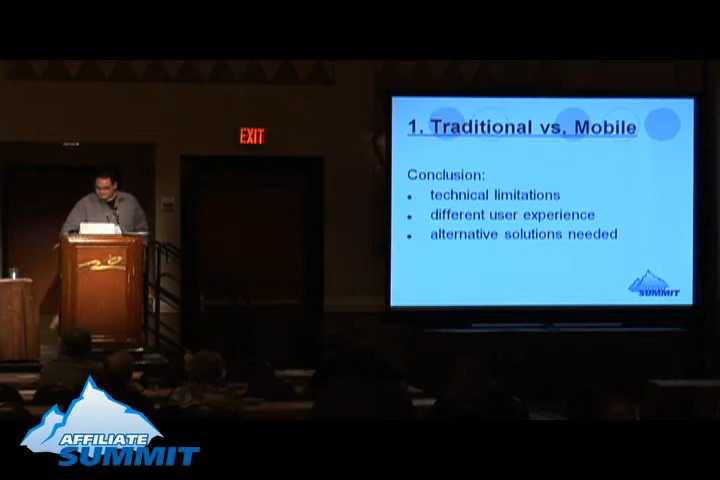 EXIT
1. Traditional vs. Mobile
Conclusion:
• technical limitations
• different user experience
• alternative solutions needed
SUMMIT
AFFILIATE
SUMMIT